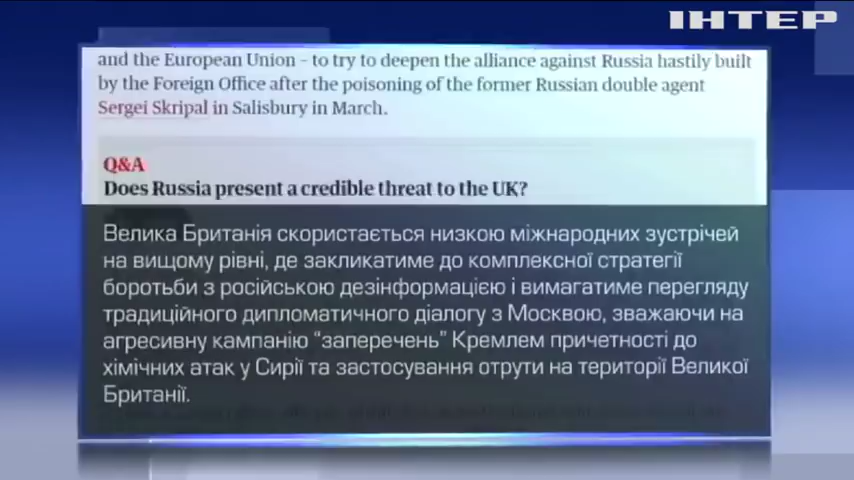 ІНТЕР
and the European Union – to try to deepen the alliance against Russia hastily built
by the Foreign Office after the poisoning of the former Russian double agent
Sergei Skripal in Salisbury in March.
Q&A
Does Russia present a credible threat to the UK?
Велика Британія скористається низкою міжнародних зустрічей
на вищому рівні, де закликатиме до комплексної стратегії
боротьби з російською дезінформацією і вимагатиме перегляду
традиційного дипломатичного діалогу з Москвою, зважаючи на
агресивну кампанію “заперечень” Кремлем причетності до
хімічних атак у Сирії та застосування отрути на території Великої
Британії.